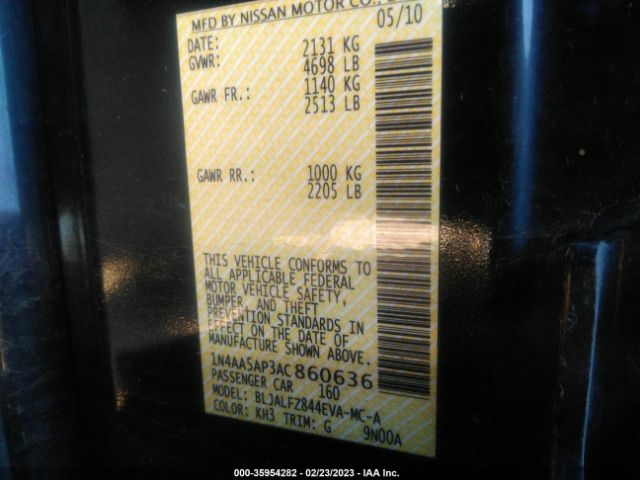 MFD BY NISSAN MOTOR CO.,
05/10
DATE:
GVWR: 2131 KG
4698 LB
GAWR FR.: 1140 KG
2513 LB
GAWR RR.: 1000 KG
2205 LB
THIS VEHICLE CONFORMS TO
ALL APPLICABLE FEDERAL
MOTOR VEHICLE SAFETY,
BUMPER, AND THEFT
PREVENTION STANDARDS IN
EFFECT ON THE DATE OF
MANUFACTURE SHOWN ABOVE.
1N4AA5AP3AC860636
PASSENGER CAR 160
MODEL: BLJALFZ844EVA-MC-A
COLOR: KH3 TRIM: G 9N00A
000-35954282 - 02/23/2023 - IAA Inc.